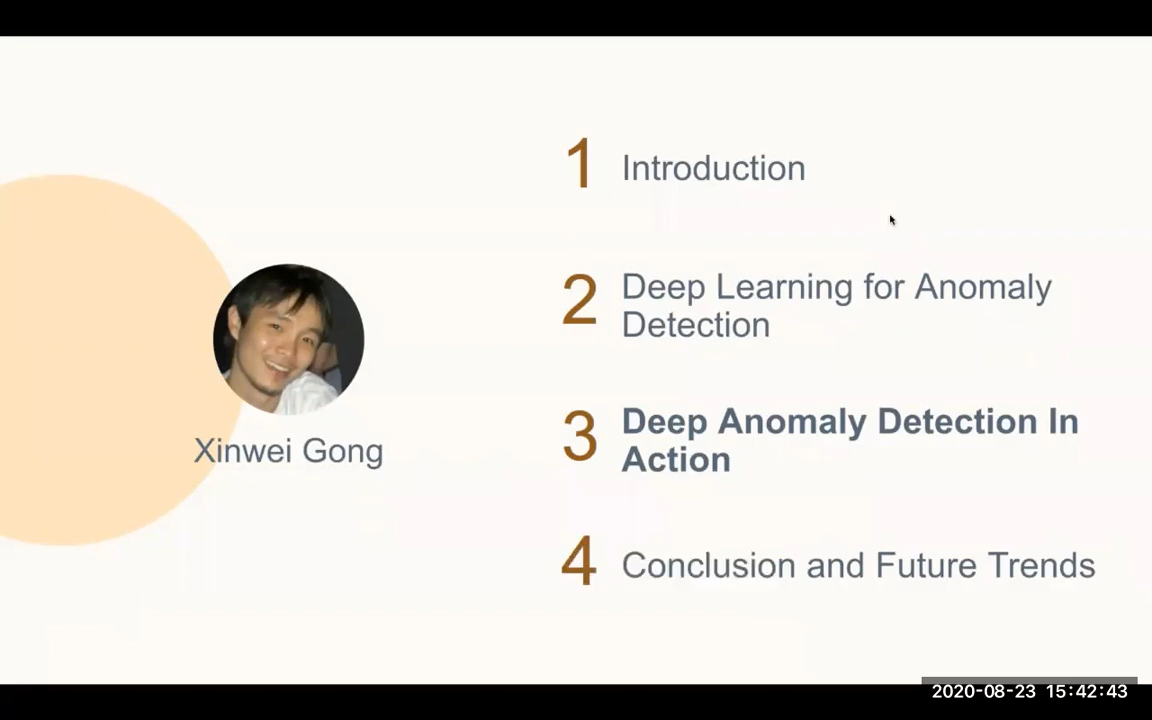 1 Introduction
2 Deep Learning for Anomaly
Detection
3 Deep Anomaly Detection In
Action
Xinwei Gong
4 Conclusion and Future Trends
2020-08-23 15:42:43